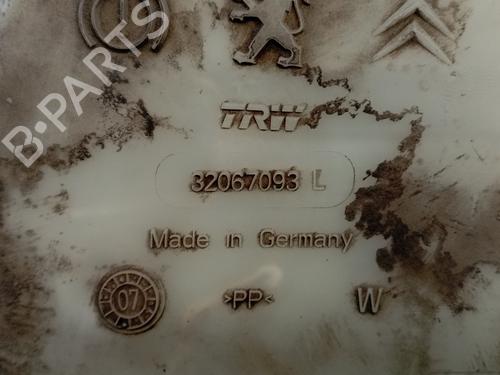 B-PARTS
TRW
32067093 L
Made in Germany
07 >PP< W